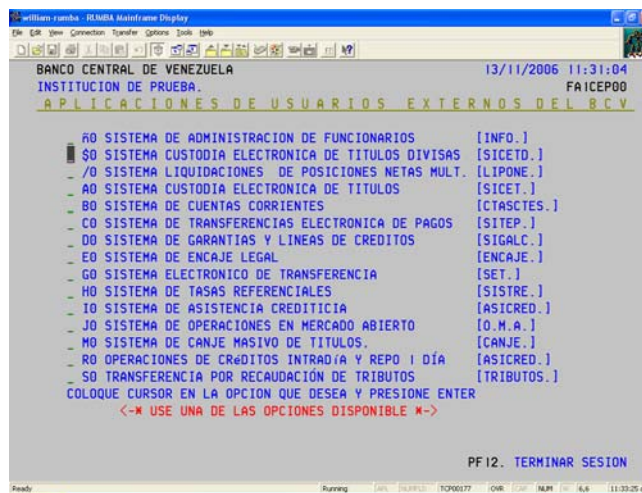 william-rumba - RUMBA Mainframe Display
File Edit View Connection Transfer Options Tools Help
BANCO CENTRAL DE VENEZUELA 13/11/2006 11:31:04
INSTITUCION DE PRUEBA. FAICEP00
A P L I C A C I O N E S D E U S U A R I O S E X T E R N O S D E L B C V
_ ñ0 SISTEMA DE ADMINISTRACION DE FUNCIONARIOS [INFO.]
$0 SISTEMA CUSTODIA ELECTRONICA DE TITULOS DIVISAS [SICETD.]
_ /0 SISTEMA LIQUIDACIONES DE POSICIONES NETAS MULT. [LIPONE.]
_ A0 SISTEMA CUSTODIA ELECTRONICA DE TITULOS [SICET.]
_ B0 SISTEMA DE CUENTAS CORRIENTES [CTASCTES.]
_ C0 SISTEMA DE TRANSFERENCIAS ELECTRONICA DE PAGOS [SITEP.]
_ D0 SISTEMA DE GARANTIAS Y LINEAS DE CREDITOS [SIGALC.]
_ E0 SISTEMA DE ENCAJE LEGAL [ENCAJE.]
_ G0 SISTEMA ELECTRONICO DE TRANSFERENCIA [SET.]
_ H0 SISTEMA DE TASAS REFERENCIALES [SISTRE.]
_ I0 SISTEMA DE ASISTENCIA CREDITICIA [ASICRED.]
_ J0 SISTEMA DE OPERACIONES EN MERCADO ABIERTO [O.M.A.]
_ M0 SISTEMA DE CANJE MASIVO DE TITULOS. [CANJE.]
_ R0 OPERACIONES DE CRéDITOS INTRADíA Y REPO 1 DÍA [ASICRED.]
_ S0 TRANSFERENCIA POR RECAUDACIÓN DE TRIBUTOS [TRIBUTOS.]
COLOQUE CURSOR EN LA OPCION QUE DESEA Y PRESIONE ENTER
<-* USE UNA DE LAS OPCIONES DISPONIBLE *->
PF12. TERMINAR SESION
Ready Running APL NUMFLD TCP00177 OVR CAP NUM 6,6 11:33:25